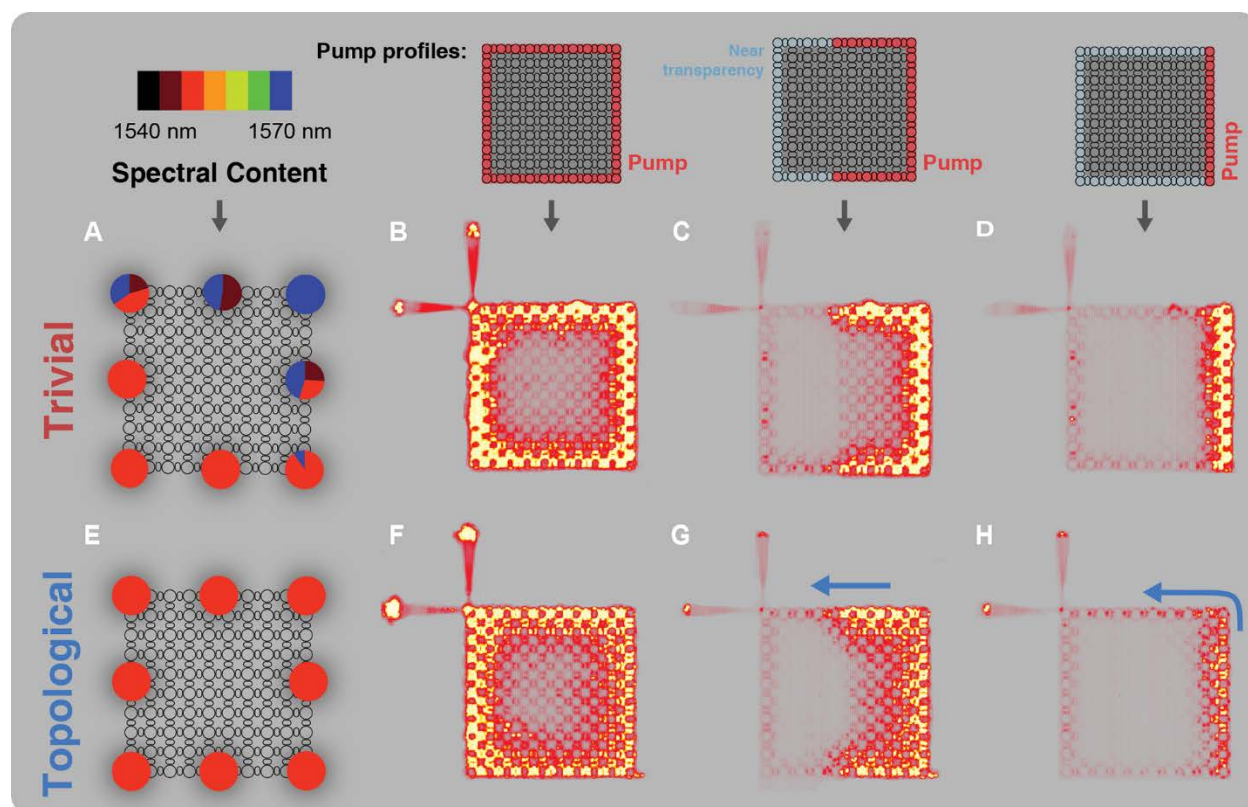 Pump profiles:
Near
transparency
1540 nm
1570 nm
Spectral Content
Pump
Pump
Pump
A
B
C
D
Trivial
E
F
G
H
Topological